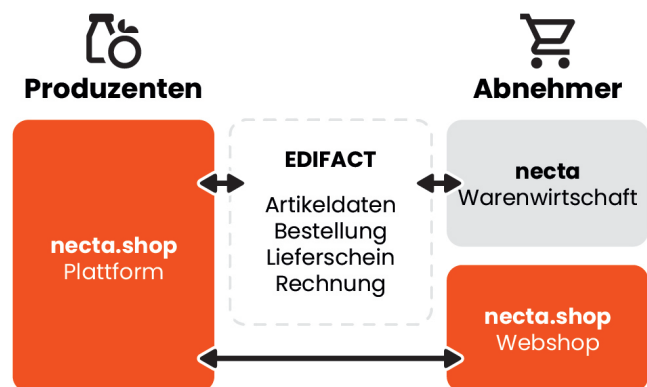 Produzenten
Abnehmer
necta.shop
Plattform
EDIFACT
Artikeldaten
Bestellung
Lieferschein
Rechnung
necta
Warenwirtschaft
necta.shop
Webshop